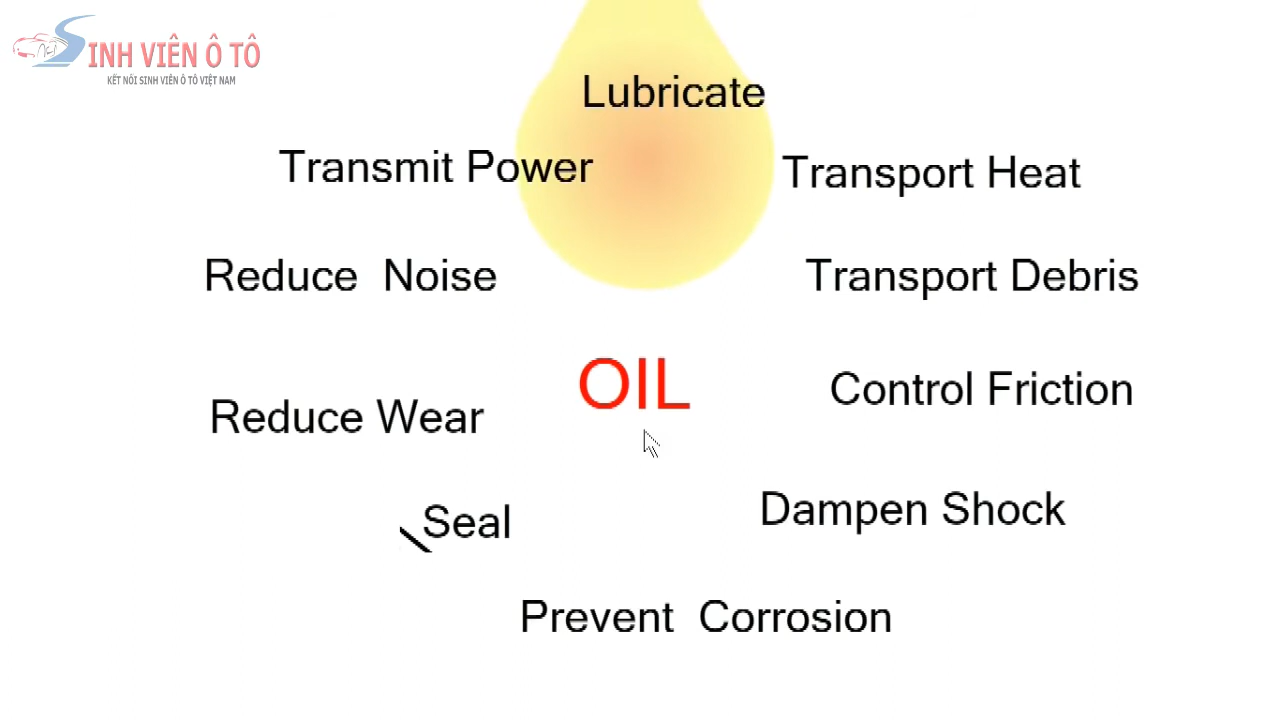 SINH VIÊN Ô TÔ
KẾT NỐI SINH VIÊN Ô TÔ VIỆT NAM
Lubricate
Transmit Power
Transport Heat
Reduce Noise
Transport Debris
OIL
Control Friction
Reduce Wear
Dampen Shock
Seal
Prevent Corrosion